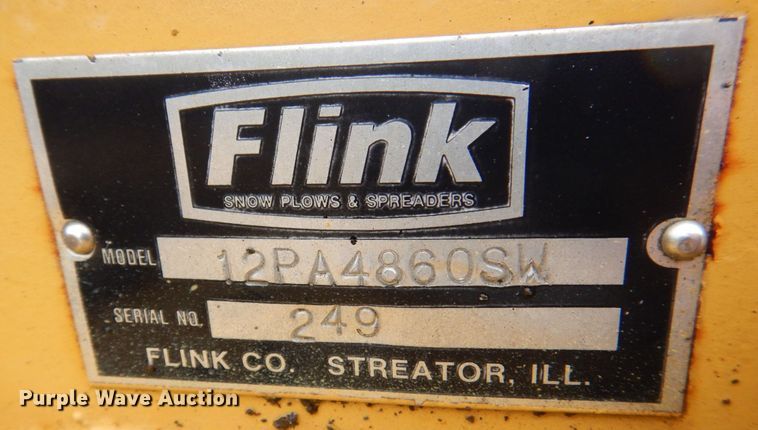 Flink
SNOW PLOWS & SPREADERS
MODEL 12PA4860SW
SERIAL NO. 249
FLINK CO. STREATOR, ILL.
Purple Wave Auction